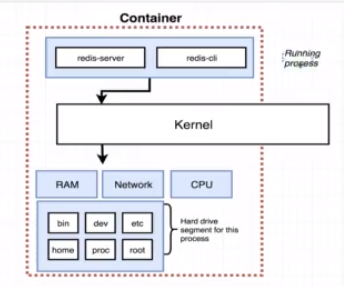 Container
redis-server
redis-cli
Running
process
Kernel
RAM
Network
CPU
bin
dev
etc
home
proc
root
Hard drive
segment for this
process